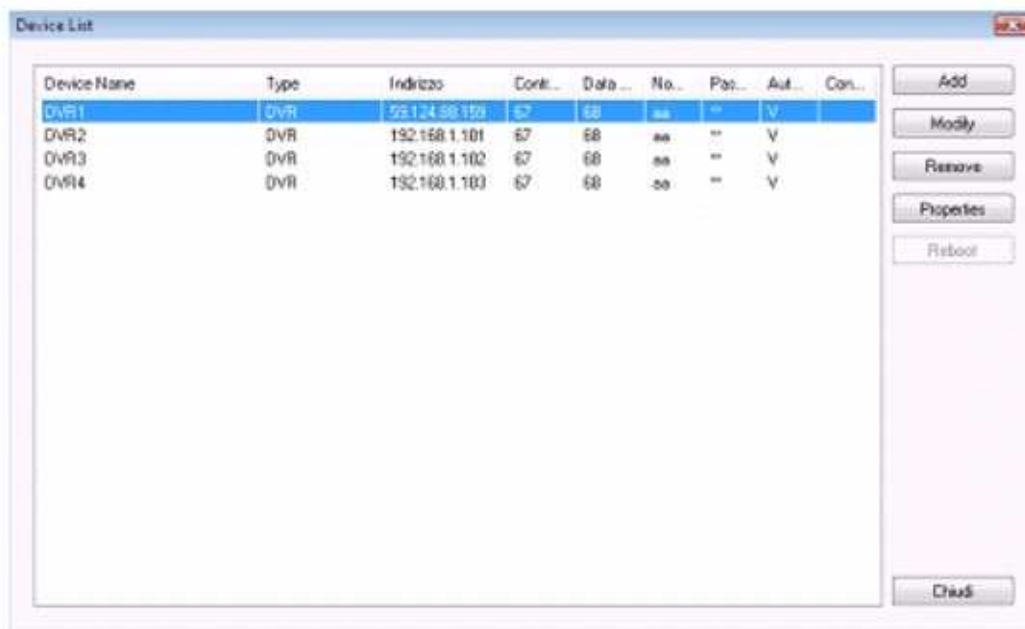 Device List
Device Name Type Indirizzo Contr... Data ... No... Pas... Aut... Con... Add
DVR1 DVR 59.124.98.159 67 68 aa ** V
DVR2 DVR 192.168.1.101 67 68 aa ** V Modify
DVR3 DVR 192.168.1.102 67 68 aa ** V Remove
DVR4 DVR 192.168.1.103 67 68 aa ** V
Properties
Reboot
Chiudi